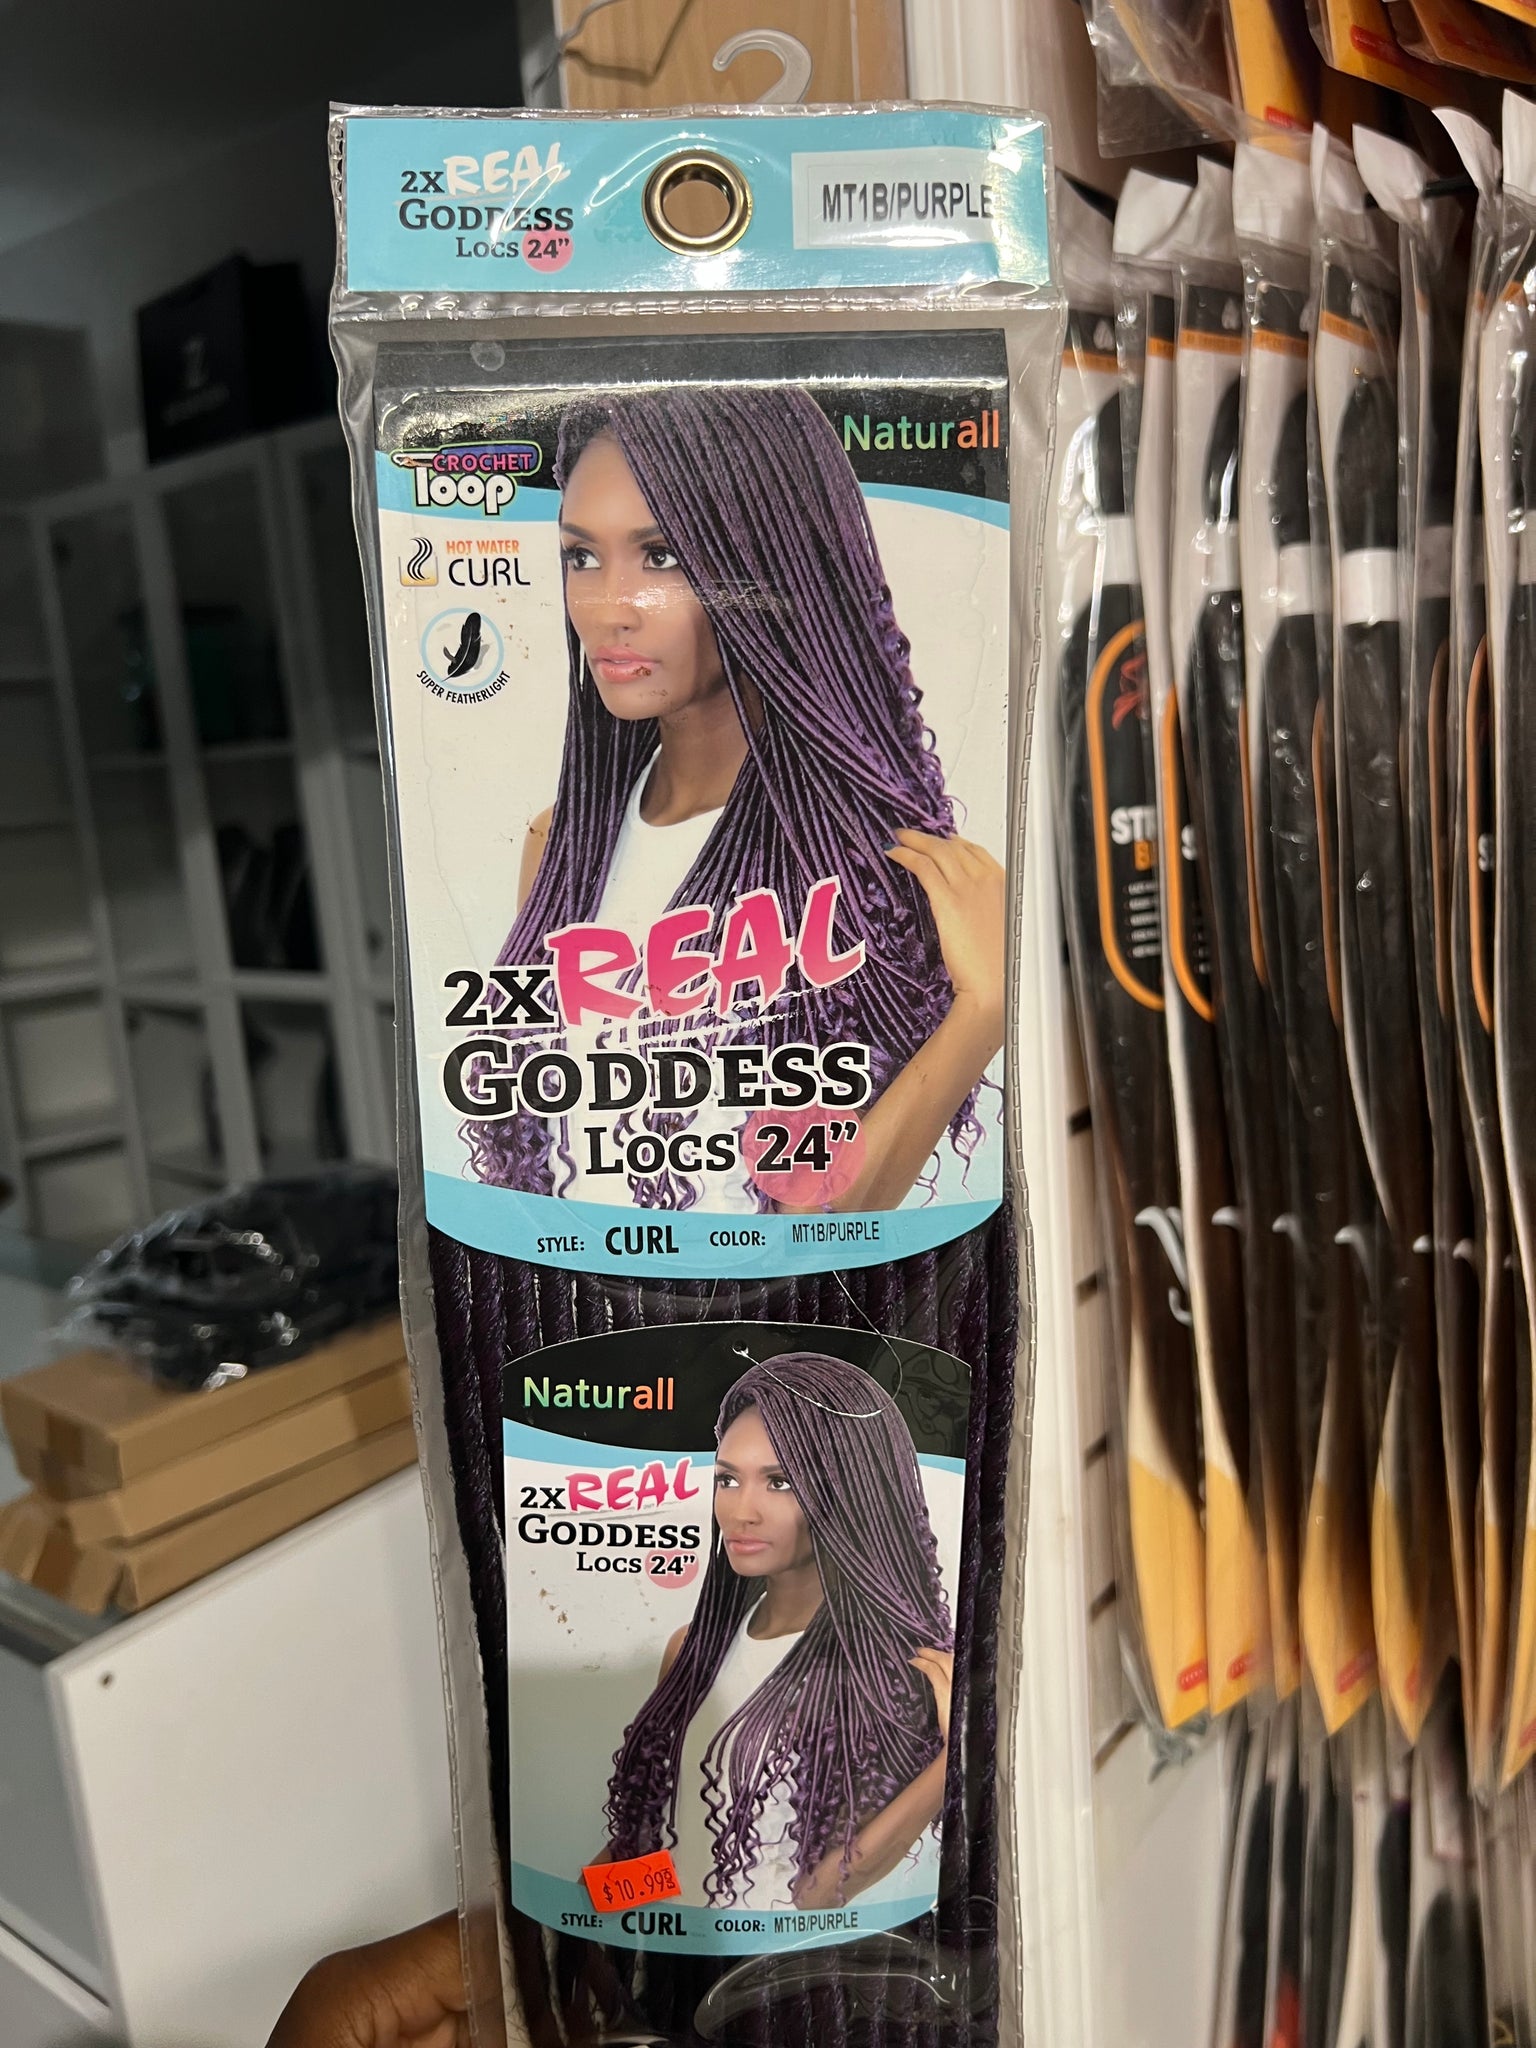 2X REAL
GODDESS
LOCS 24"
MT1B/PURPLE
Naturall
CROCHET
loop
HOT WATER
CURL
SUPER FEATHERLIGHT
2X REAL
GODDESS
LOCS 24"
STYLE: CURL COLOR: MT1B/PURPLE
Naturall
2X REAL
GODDESS
LOCS 24"
$10.99
STYLE: CURL COLOR: MT1B/PURPLE